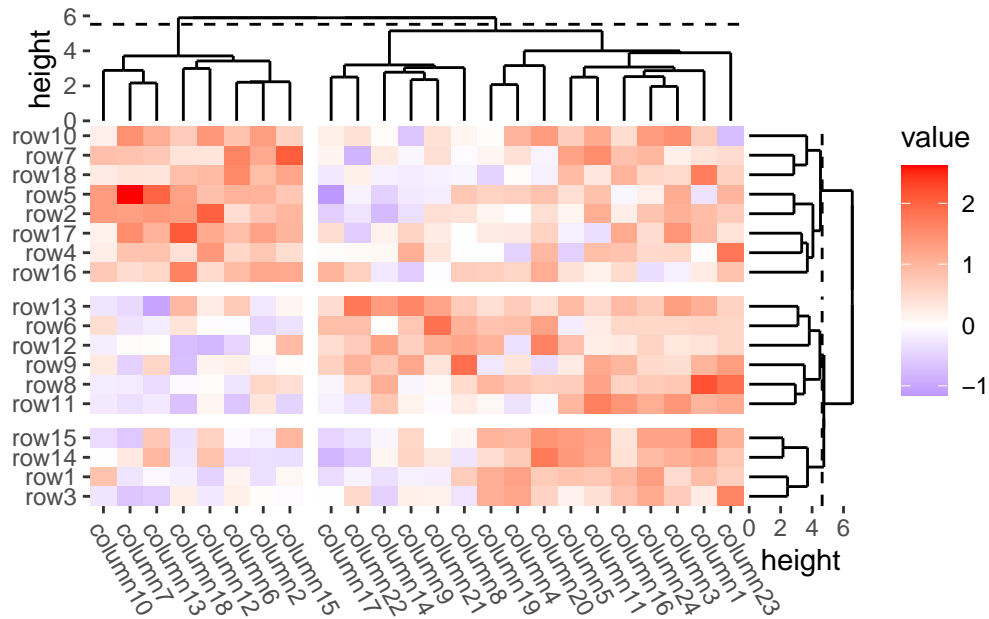 height
6
4
2
0
row10
row7
row18
row5
row2
row17
row4
row16
row13
row6
row12
row9
row8
row11
row15
row14
row1
row3
column10
column7
column13
column18
column12
column6
column2
column15
column17
column22
column14
column9
column21
column8
column19
column4
column20
column5
column11
column16
column24
column3
column1
column23
0 2 4 6
height
value
2
1
0
−1